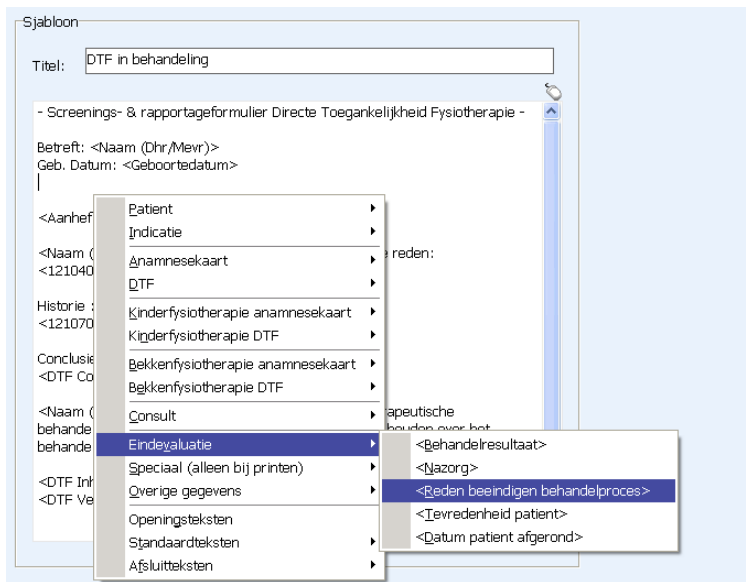 Sjabloon
Titel: DTF in behandeling
- Screenings- & rapportageformulier Directe Toegankelijkheid Fysiotherapie -
Betreft: <Naam (Dhr/Mevr)>
Geb. Datum: <Geboortedatum>
<Aanhef
<Naam ( reden:
<121040
Historie :
<121070
Conclusie
<DTF Co
<Naam ( apeutische
behande houden over het
behande
<DTF Inh
<DTF Ve
Patient
Indicatie
Anamnesekaart
DTF
Kinderfysiotherapie anamnesekaart
Kinderfysiotherapie DTF
Bekkenfysiotherapie anamnesekaart
Bekkenfysiotherapie DTF
Consult
Eindevaluatie
Speciaal (alleen bij printen)
Overige gegevens
Openingsteksten
Standaardteksten
Afsluitteksten
<Behandelresultaat>
<Nazorg>
<Reden beeindigen behandelproces>
<Tevredenheid patient>
<Datum patient afgerond>